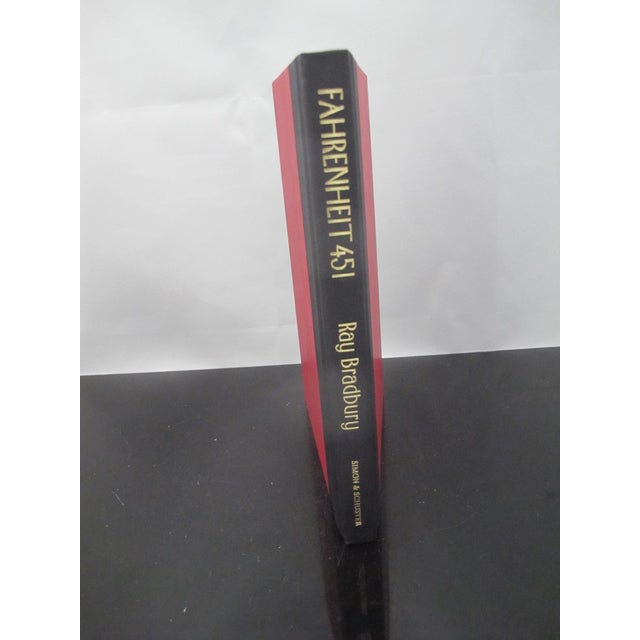 FAHRENHEIT 451
Ray Bradbury
SIMON & SCHUSTER